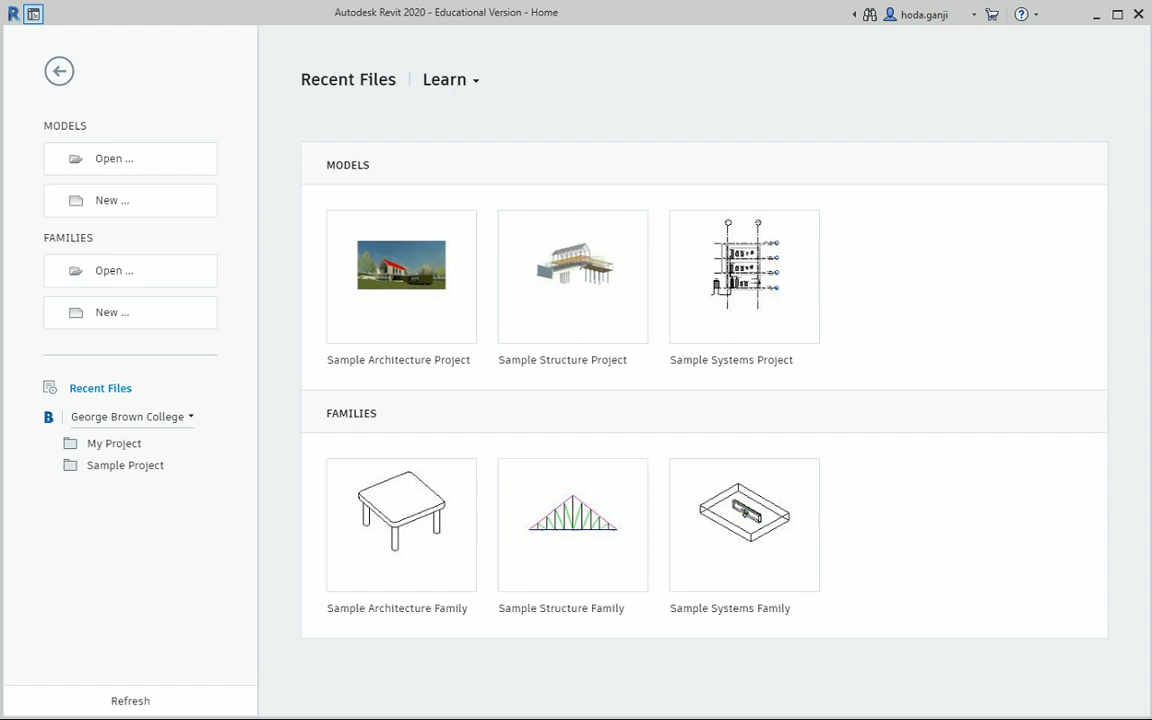 Autodesk Revit 2020 - Educational Version - Home
hoda.ganji
Recent Files
Learn
MODELS
Open ...
New ...
FAMILIES
Open ...
New ...
Recent Files
George Brown College
My Project
Sample Project
Refresh
MODELS
Sample Architecture Project
Sample Structure Project
Sample Systems Project
FAMILIES
Sample Architecture Family
Sample Structure Family
Sample Systems Family